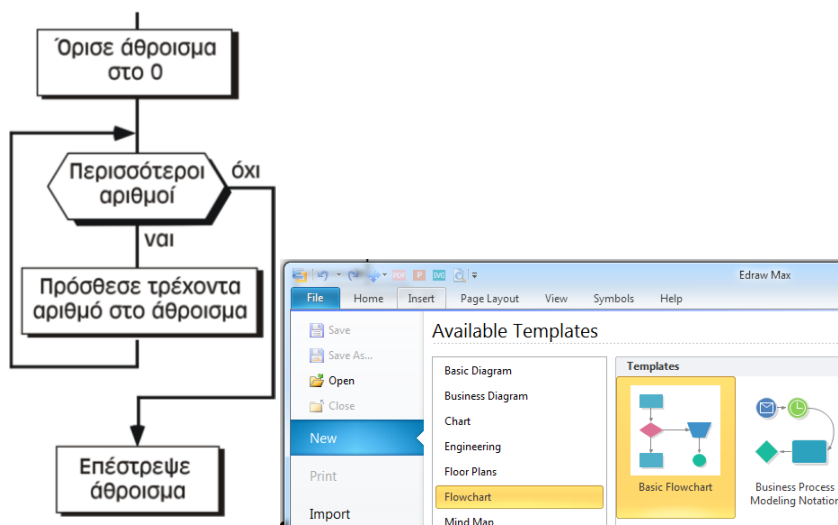 Όρισε άθροισμα
στο 0
Περισσότεροι
αριθμοί
όχι
ναι
Πρόσθεσε τρέχοντα
αριθμό στο άθροισμα
Επέστρεψε
άθροισμα
PDF P SVG
Edraw Max
File Home Insert Page Layout View Symbols Help
Save
Save As...
Open
Close
New
Print
Import
Available Templates
Basic Diagram
Business Diagram
Chart
Engineering
Floor Plans
Flowchart
Mind Map
Templates
Basic Flowchart
Business Process
Modeling Notation